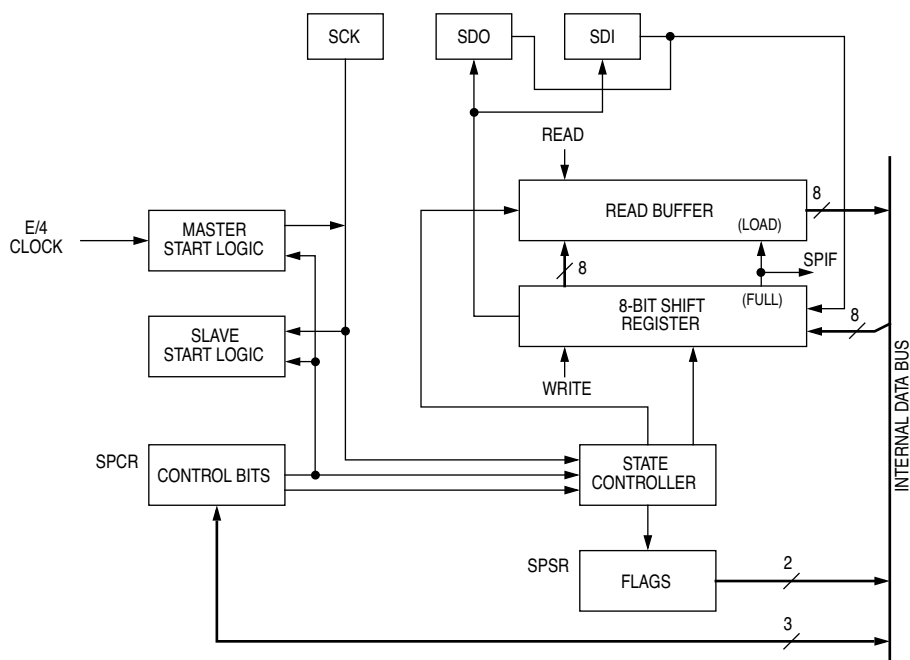 SCK
SDO
SDI
READ
8
READ BUFFER
(LOAD)
E/4
CLOCK
MASTER
START LOGIC
8
SPIF
(FULL)
8-BIT SHIFT
REGISTER
8
SLAVE
START LOGIC
WRITE
INTERNAL DATA BUS
SPCR
CONTROL BITS
STATE
CONTROLLER
SPSR
FLAGS
2
3